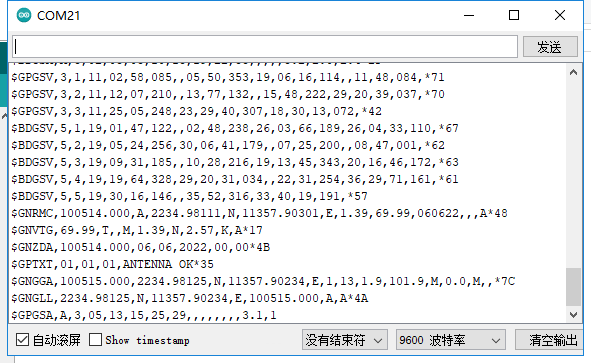 COM21
发送
$GPGSV,3,1,11,02,58,085,,05,50,353,19,06,16,114,,11,48,084,*71
$GPGSV,3,2,11,12,07,210,,13,77,132,,15,48,222,29,20,39,037,*70
$GPGSV,3,3,11,25,05,248,23,29,40,307,18,30,13,072,*42
$BDGSV,5,1,19,01,47,122,,02,48,238,26,03,66,189,26,04,33,110,*67
$BDGSV,5,2,19,05,24,256,30,06,41,179,,07,25,200,,08,47,001,*62
$BDGSV,5,3,19,09,31,185,,10,28,216,19,13,45,343,20,16,46,172,*63
$BDGSV,5,4,19,19,64,328,29,20,31,034,,22,31,254,36,29,71,161,*61
$BDGSV,5,5,19,30,16,146,,35,52,316,33,40,19,191,*57
$GNRMC,100514.000,A,2234.98111,N,11357.90301,E,1.39,69.99,060622,,,A*48
$GNVTG,69.99,T,,M,1.39,N,2.57,K,A*17
$GNZDA,100514.000,06,06,2022,00,00*4B
$GPTXT,01,01,01,ANTENNA OK*35
$GNGGA,100515.000,2234.98125,N,11357.90234,E,1,13,1.9,101.9,M,0.0,M,,*7C
$GNGLL,2234.98125,N,11357.90234,E,100515.000,A,A*4A
$GPGSA,A,3,05,13,15,25,29,,,,,,,,3.1,1
自动滚屏 Show timestamp 没有结束符 9600 波特率 清空输出